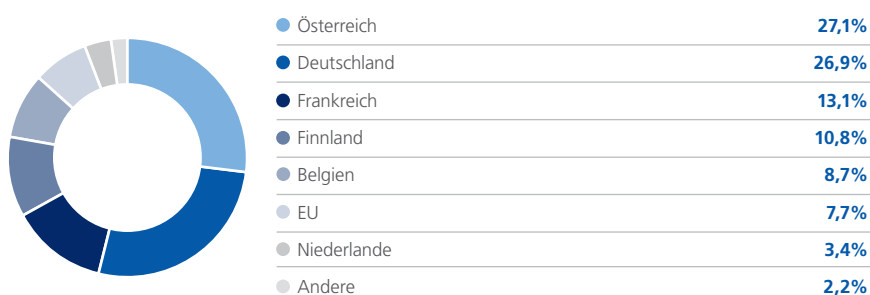 Österreich 27,1%
Deutschland 26,9%
Frankreich 13,1%
Finnland 10,8%
Belgien 8,7%
EU 7,7%
Niederlande 3,4%
Andere 2,2%